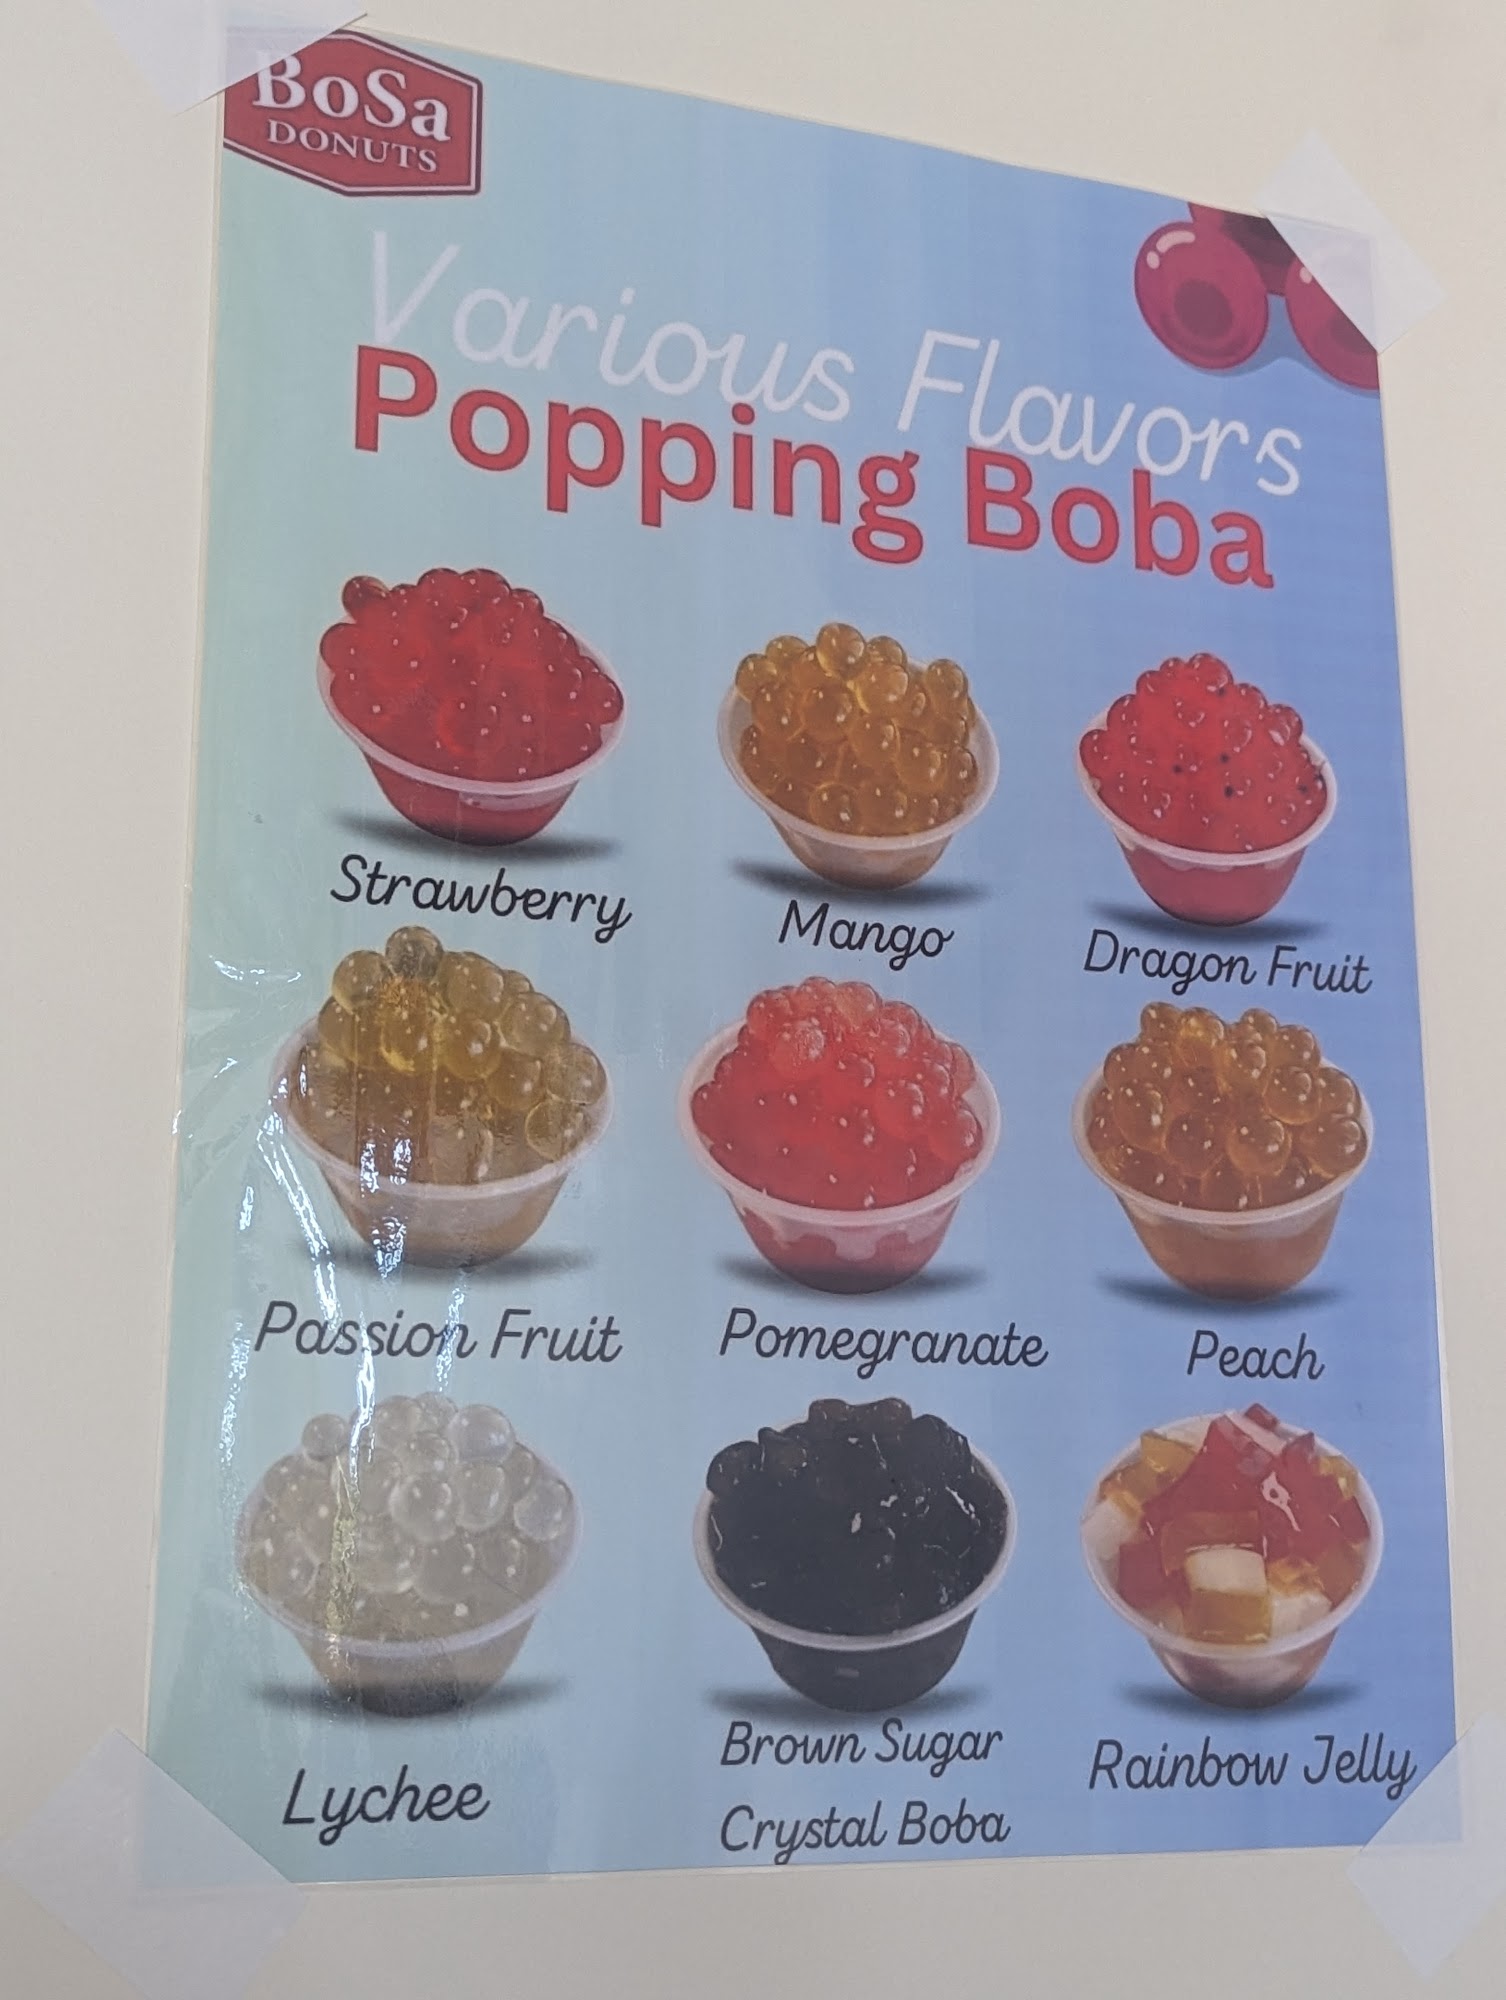 BoSa
DONUTS
Various Flavors
Popping Boba
Strawberry
Mango
Dragon Fruit
Passion Fruit
Pomegranate
Peach
Lychee
Brown Sugar
Crystal Boba
Rainbow Jelly